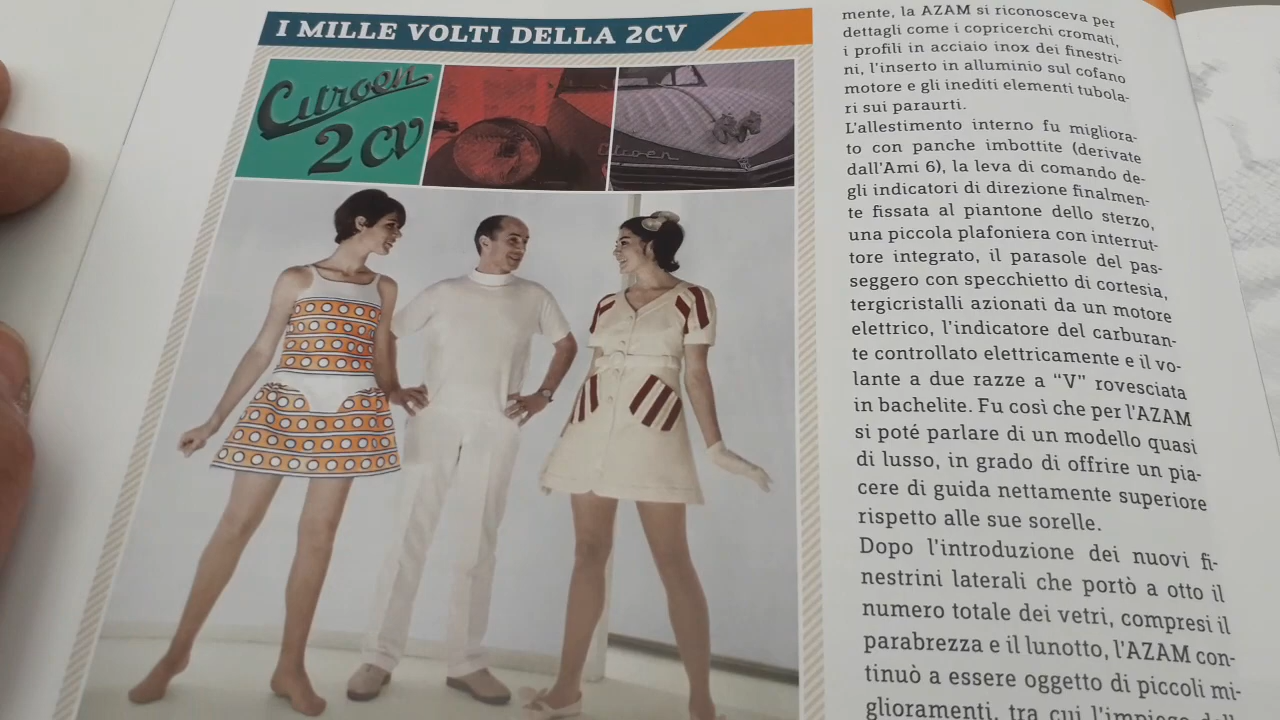 I MILLE VOLTI DELLA 2CV
Citroën
2CV
Citroën
mente, la AZAM si riconosceva per
dettagli come i copricerchi cromati,
i profili in acciaio inox dei finestri-
ni, l'inserto in alluminio sul cofano
motore e gli inediti elementi tubola-
ri sui paraurti.
L'allestimento interno fu migliora-
to con panche imbottite (derivate
dall'Ami 6), la leva di comando de-
gli indicatori di direzione finalmen-
te fissata al piantone dello sterzo,
una piccola plafoniera con interrut-
tore integrato, il parasole del pas-
seggero con specchietto di cortesia,
tergicristalli azionati da un motore
elettrico, l'indicatore del carburan-
te controllato elettricamente e il vo-
lante a due razze a “V” rovesciata
in bachelite. Fu così che per l'AZAM
si poté parlare di un modello quasi
di lusso, in grado di offrire un pia-
cere di guida nettamente superiore
rispetto alle sue sorelle.
Dopo l'introduzione dei nuovi fi-
nestrini laterali che portò a otto il
numero totale dei vetri, compresi il
parabrezza e il lunotto, l'AZAM con-
tinuò a essere oggetto di piccoli mi-
glioramenti, tra cui l'impiego